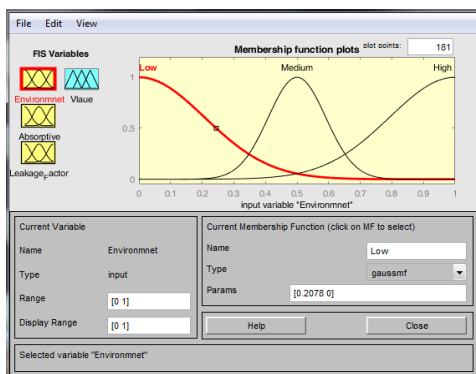 File Edit View
FIS Variables
Membership function plots
plot points:
181
Environmnet
Vlaue
Absorptive
Leakage_Factor
Low
Medium
High
1
0.5
0
0 0.1 0.2 0.3 0.4 0.5 0.6 0.7 0.8 0.9 1
input variable "Environmnet"
Current Variable
Name Environmnet
Type input
Range [0 1]
Display Range [0 1]
Current Membership Function (click on MF to select)
Name Low
Type gaussmf
Params [0.2078 0]
Help Close
Selected variable "Environmnet"